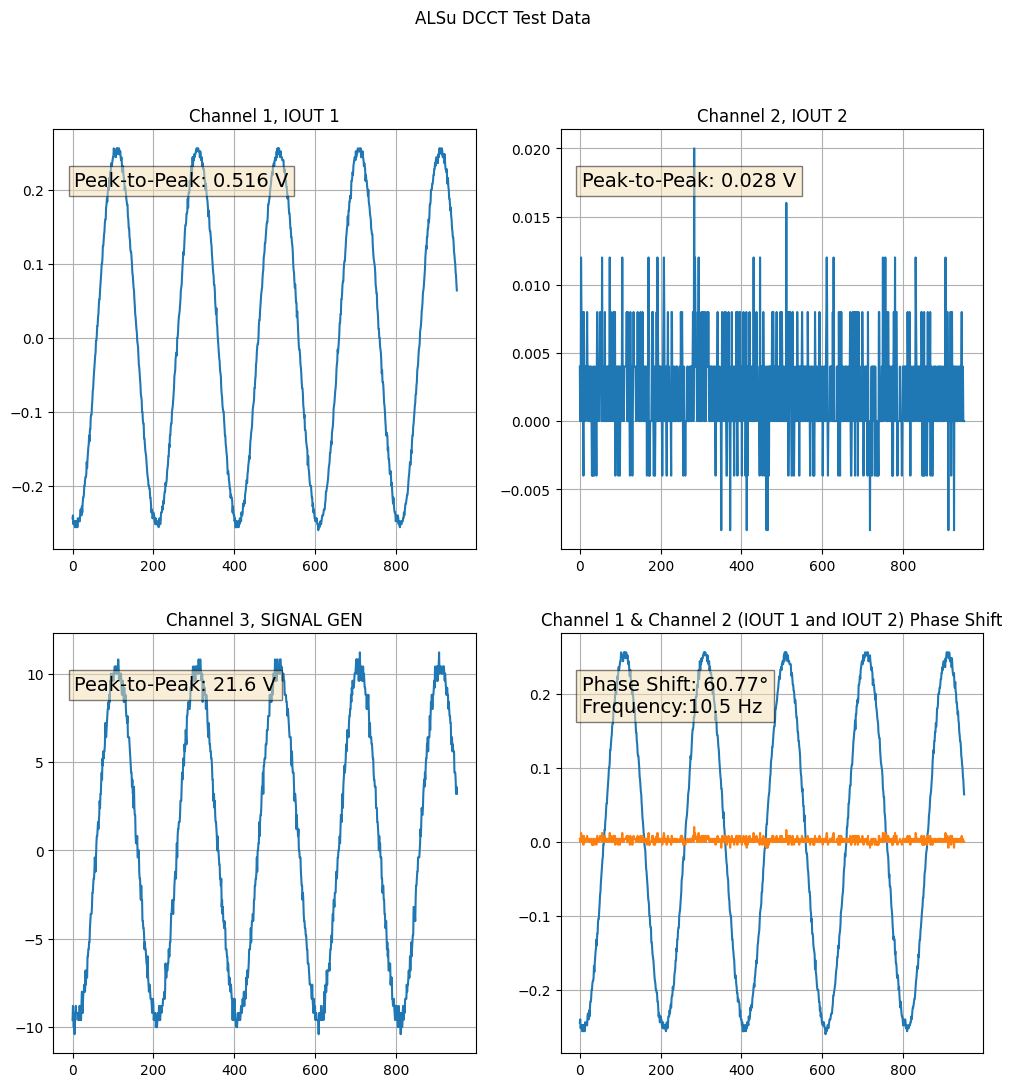 ALSu DCCT Test Data
Channel 1, IOUT 1
Peak-to-Peak: 0.516 V
0.2
0.1
0.0
−0.1
−0.2
0 200 400 600 800
Channel 2, IOUT 2
Peak-to-Peak: 0.028 V
0.020
0.015
0.010
0.005
0.000
−0.005
0 200 400 600 800
Channel 3, SIGNAL GEN
Peak-to-Peak: 21.6 V
10
5
0
−5
−10
0 200 400 600 800
Channel 1 & Channel 2 (IOUT 1 and IOUT 2) Phase Shift
Phase Shift: 60.77°
Frequency:10.5 Hz
0.2
0.1
0.0
−0.1
−0.2
0 200 400 600 800